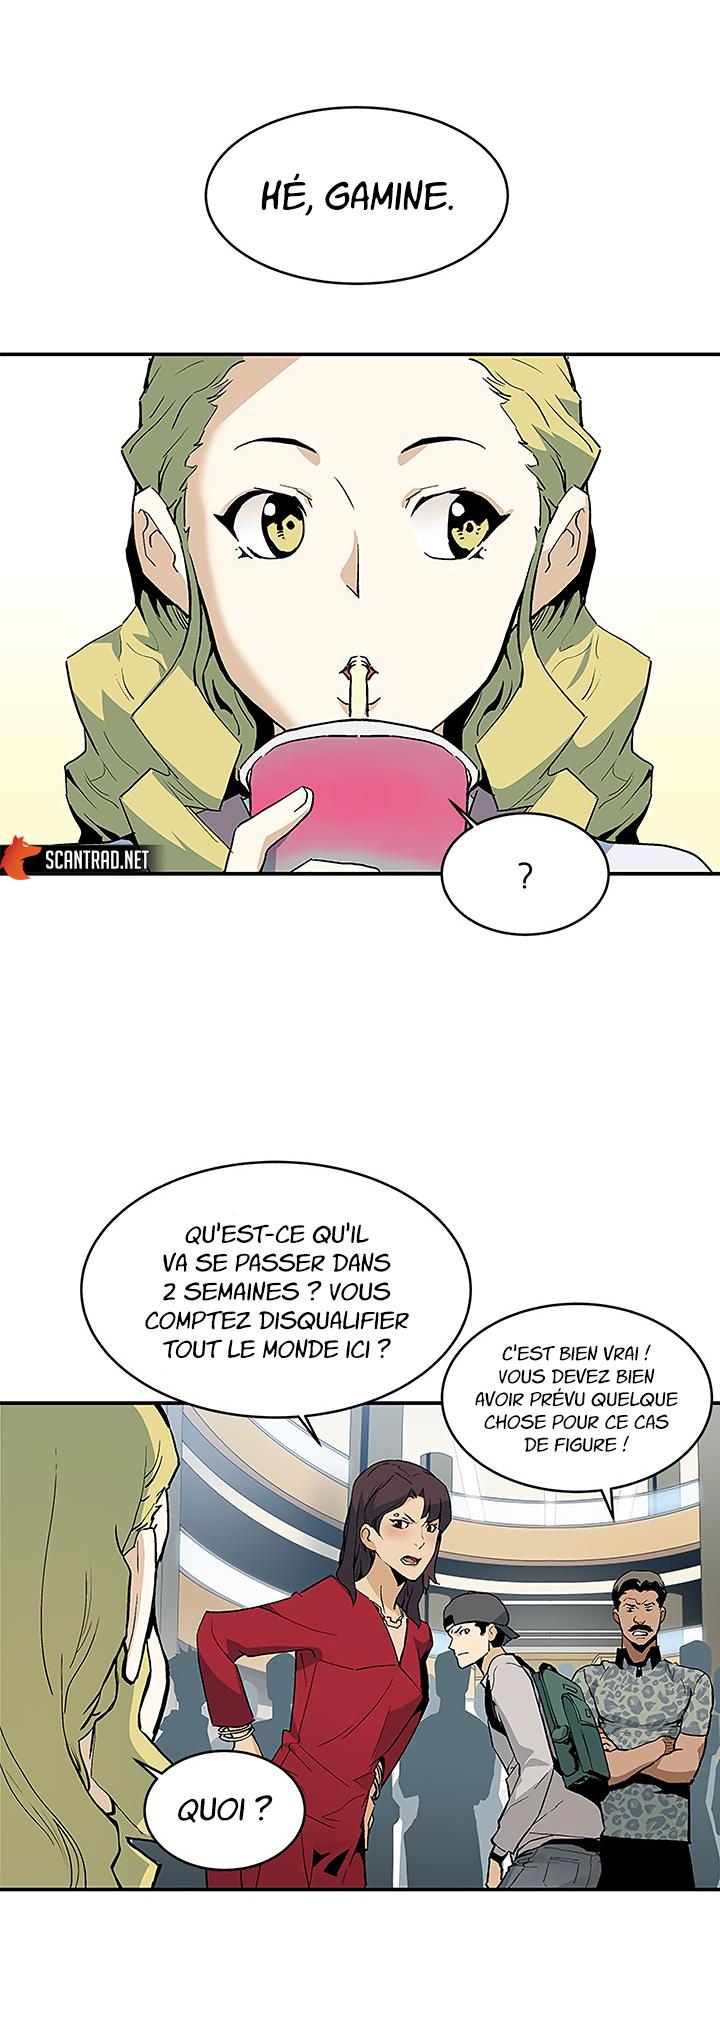 HÉ, GAMINE.
SCANTRAD.NET
?
QU'EST-CE QU'IL
VA SE PASSER DANS
2 SEMAINES ? VOUS
COMPTEZ DISQUALIFIER
TOUT LE MONDE ICI ?
C'EST BIEN VRAI !
VOUS DEVEZ BIEN
AVOIR PRÉVU QUELQUE
CHOSE POUR CE CAS
DE FIGURE !
QUOI ?